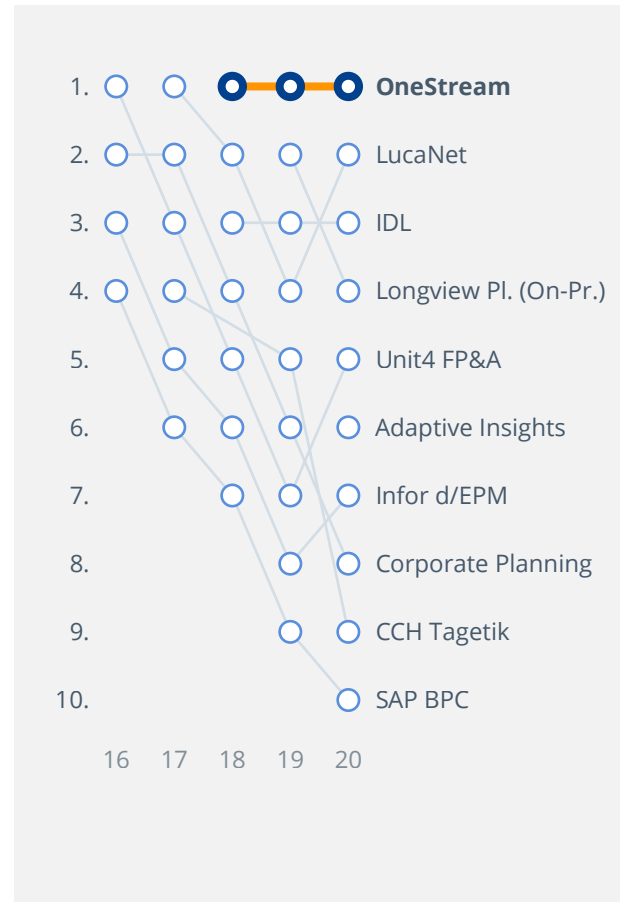 1. OneStream
2. LucaNet
3. IDL
4. Longview Pl. (On-Pr.)
5. Unit4 FP&A
6. Adaptive Insights
7. Infor d/EPM
8. Corporate Planning
9. CCH Tagetik
10. SAP BPC
16 17 18 19 20